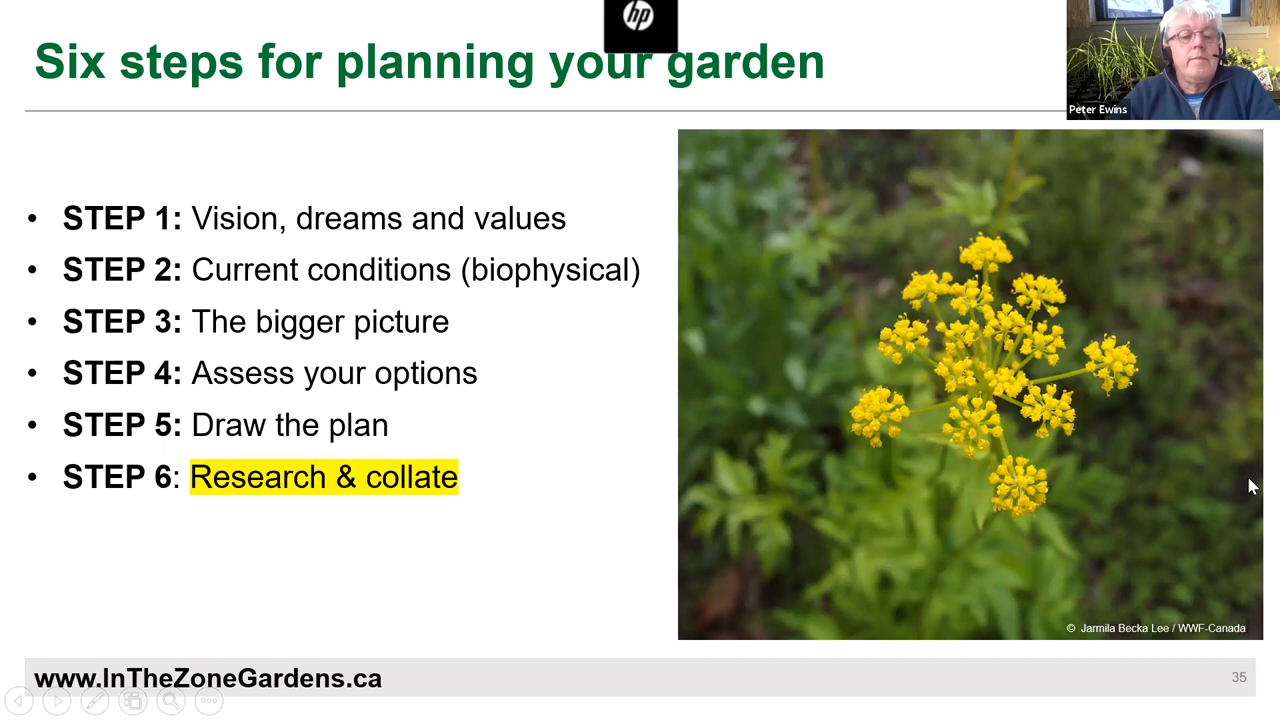 hp
Six steps for planning your garden
Peter Ewins
• STEP 1: Vision, dreams and values
• STEP 2: Current conditions (biophysical)
• STEP 3: The bigger picture
• STEP 4: Assess your options
• STEP 5: Draw the plan
• STEP 6: Research & collate
© Jarmila Becka Lee / WWF-Canada
www.InTheZoneGardens.ca
35